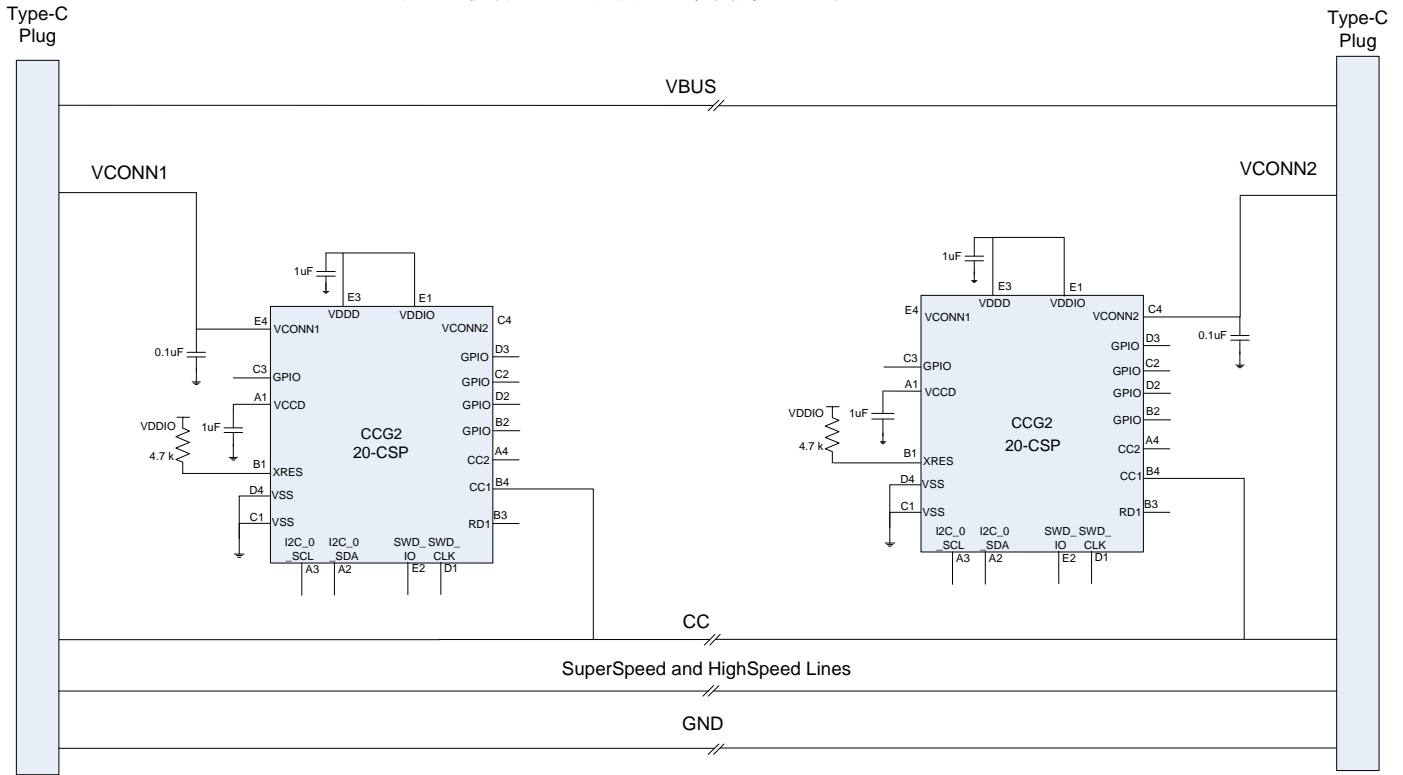 Type-C
Plug
Type-C
Plug
VBUS
VCONN1
VCONN2
1uF
E3
E1
VDDD
VDDIO
E4
VCONN1
VCONN2
C4
0.1uF
GPIO
D3
C3
GPIO
GPIO
C2
A1
VCCD
GPIO
D2
VDDIO
1uF
GPIO
B2
4.7 k
CCG2
20-CSP
CC2
A4
B1
XRES
CC1
B4
D4
VSS
C1
VSS
RD1
B3
I2C_0
_SCL
I2C_0
_SDA
SWD_
IO
SWD_
CLK
A3
A2
E2
D1
1uF
E3
E1
VDDD
VDDIO
E4
VCONN1
VCONN2
C4
0.1uF
GPIO
D3
C3
GPIO
GPIO
C2
A1
VCCD
GPIO
D2
VDDIO
1uF
GPIO
B2
4.7 k
CCG2
20-CSP
CC2
A4
B1
XRES
CC1
B4
D4
VSS
C1
VSS
RD1
B3
I2C_0
_SCL
I2C_0
_SDA
SWD_
IO
SWD_
CLK
A3
A2
E2
D1
CC
SuperSpeed and HighSpeed Lines
GND